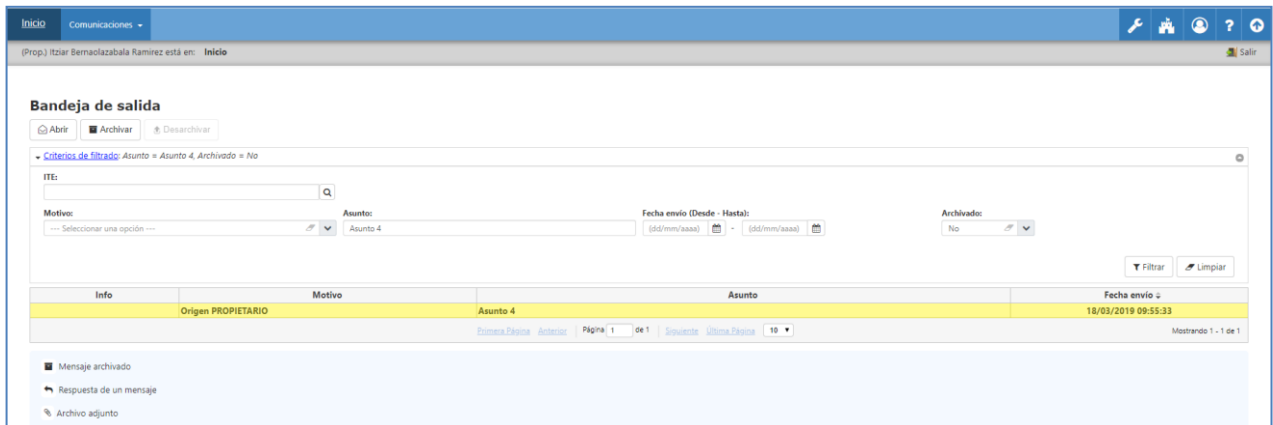 Inicio Comunicaciones
(Prop.) Itziar Bernaolazabala Ramirez está en: Inicio Salir
Bandeja de salida
Abrir Archivar Desarchivar
Criterios de filtrado: Asunto = Asunto 4, Archivado = No
ITE:
Motivo: Asunto: Fecha envío (Desde - Hasta): Archivado:
--- Seleccionar una opción --- Asunto 4 (dd/mm/aaaa) - (dd/mm/aaaa) No
Filtrar Limpiar
Info Motivo Asunto Fecha envío
Origen PROPIETARIO Asunto 4 18/03/2019 09:55:33
Primera Página Anterior Página 1 de 1 Siguiente Última Página 10 Mostrando 1 - 1 de 1
Mensaje archivado
Respuesta de un mensaje
Archivo adjunto